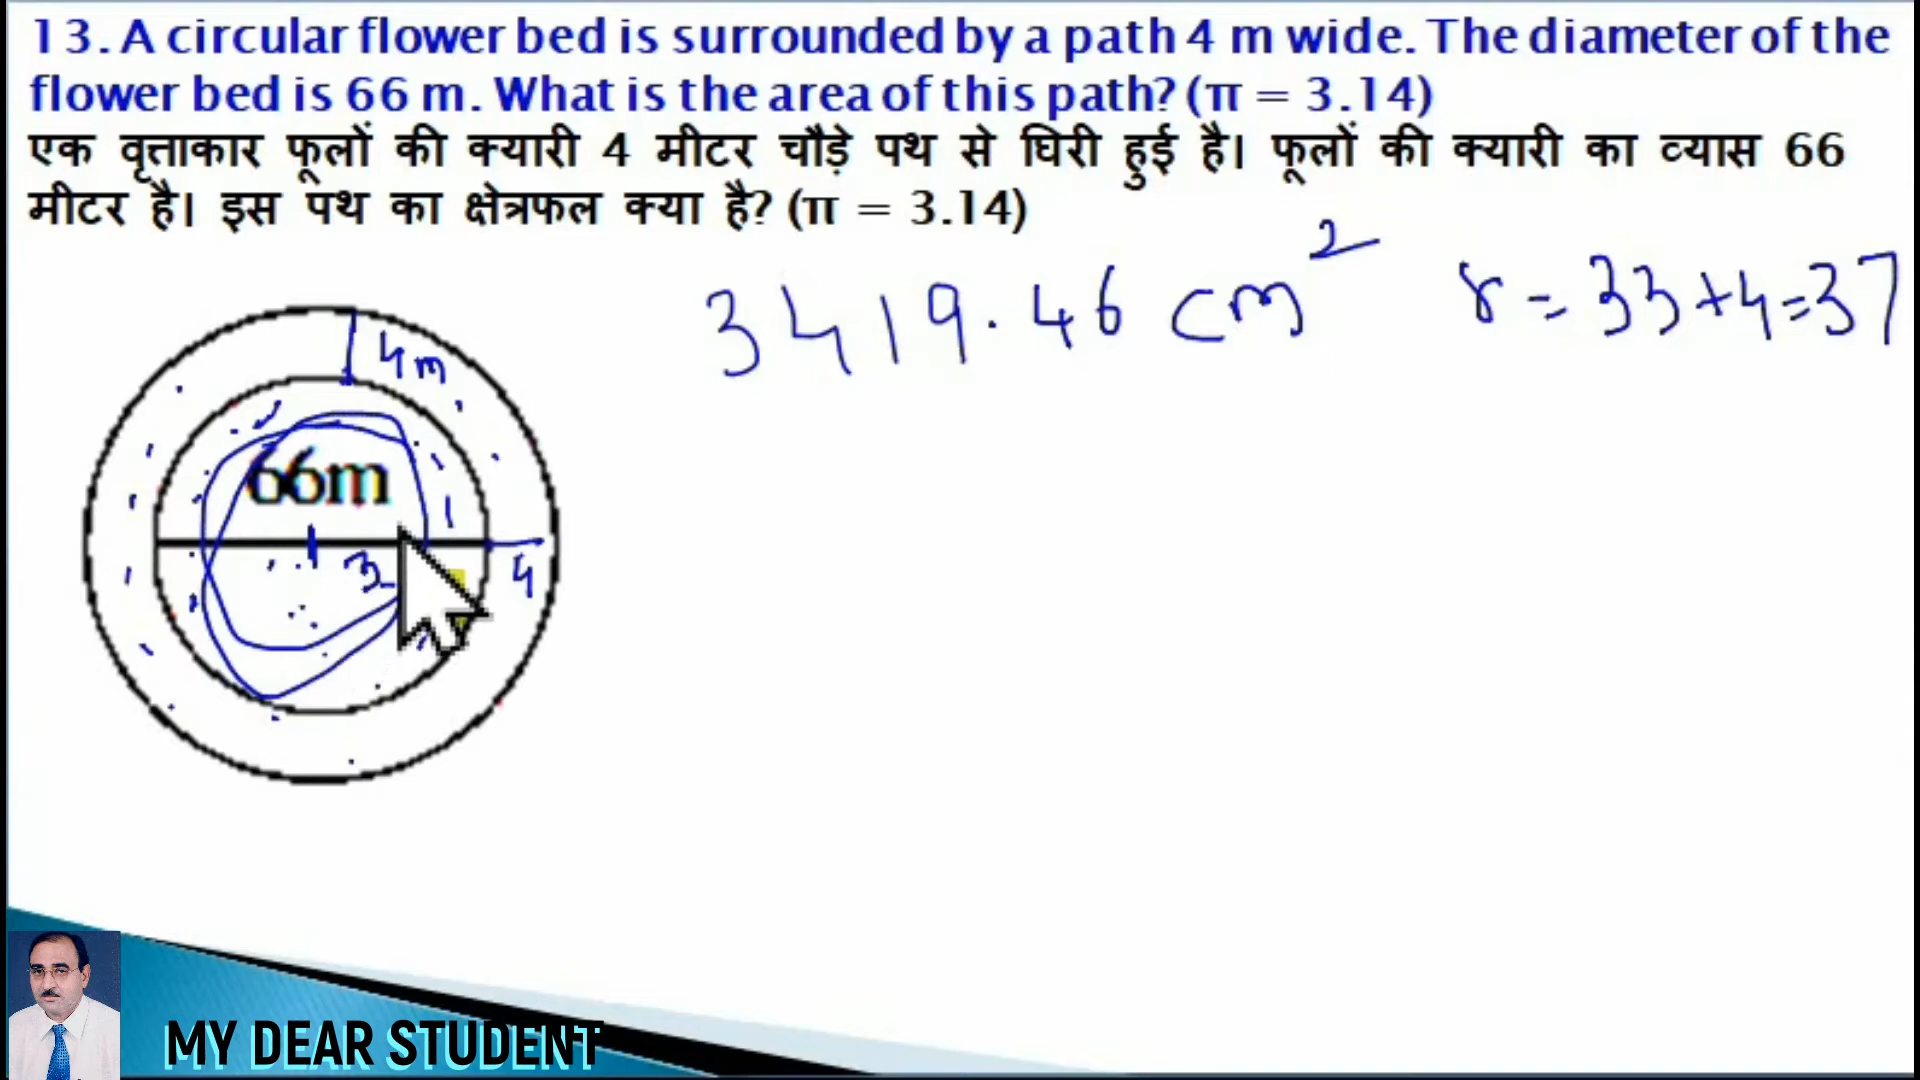 13. A circular flower bed is surrounded by a path 4 m wide. The diameter of the
flower bed is 66 m. What is the area of this path? (π = 3.14)
एक वृत्ताकार फूलों की क्यारी 4 मीटर चौड़े पथ से घिरी हुई है। फूलों की क्यारी का व्यास 66
मीटर है। इस पथ का क्षेत्रफल क्या है? (π = 3.14)
3419.46 cm² r = 33+4=37
4m
66m
3
4
MY DEAR STUDENT